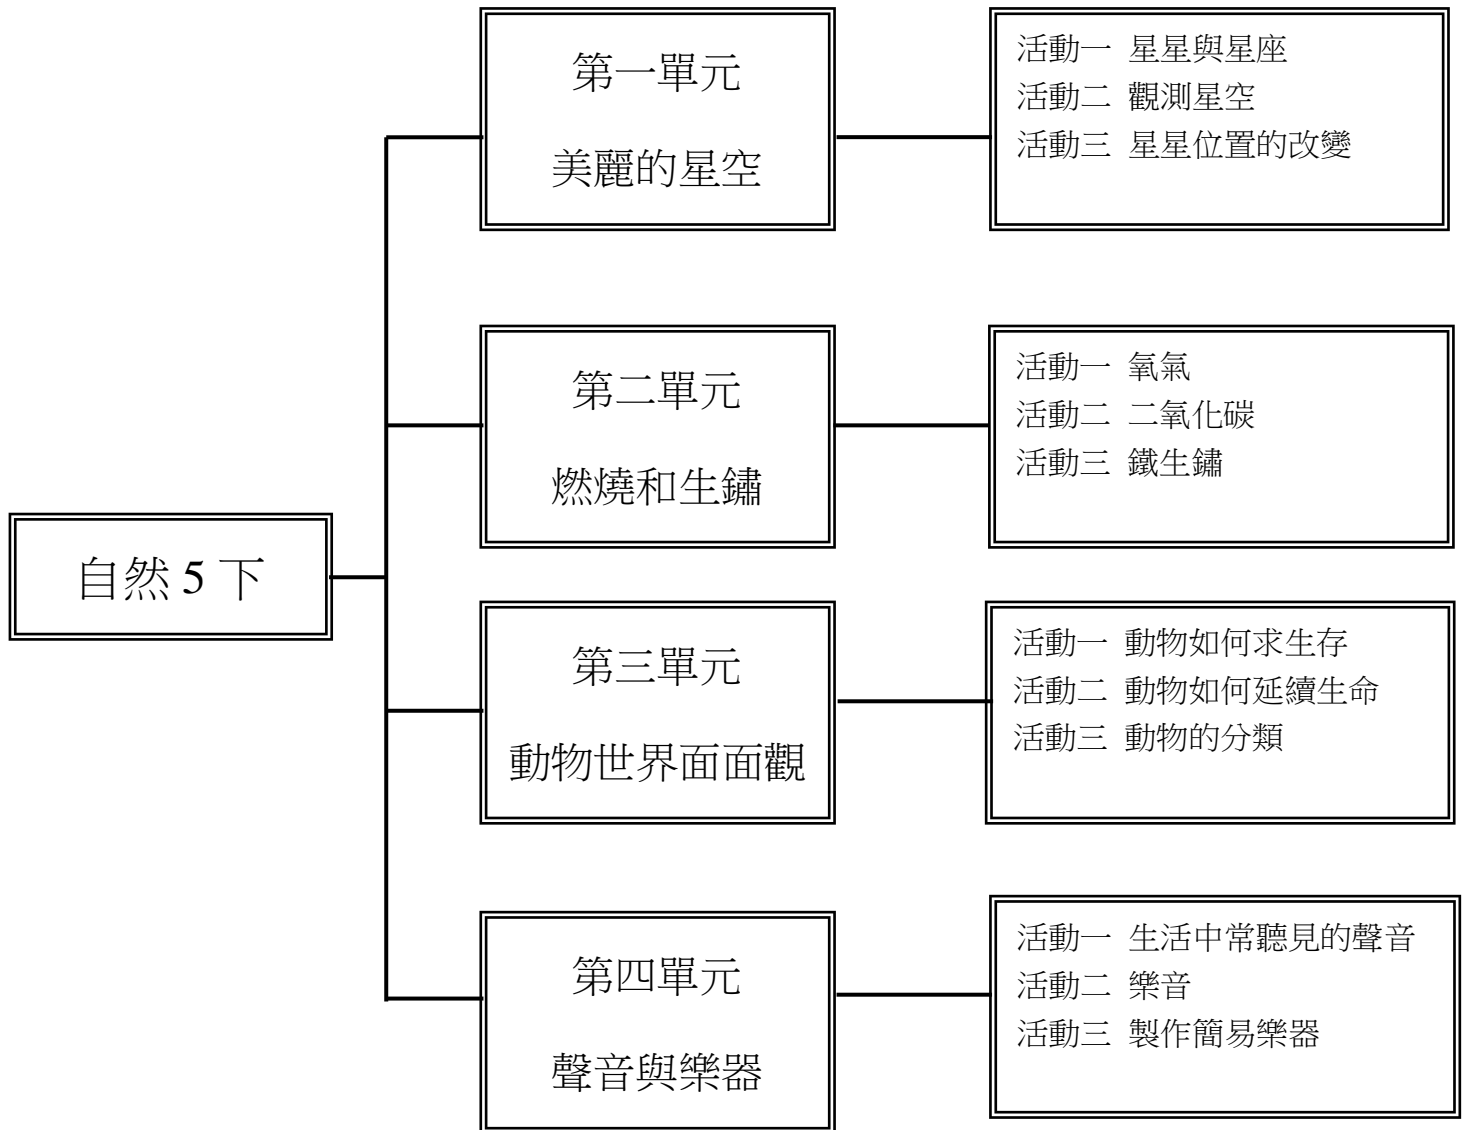 自然 5 下
第一單元
美麗的星空
活動一 星星與星座
活動二 觀測星空
活動三 星星位置的改變
第二單元
燃燒和生鏽
活動一 氧氣
活動二 二氧化碳
活動三 鐵生鏽
第三單元
動物世界面面觀
活動一 動物如何求生存
活動二 動物如何延續生命
活動三 動物的分類
第四單元
聲音與樂器
活動一 生活中常聽見的聲音
活動二 樂音
活動三 製作簡易樂器